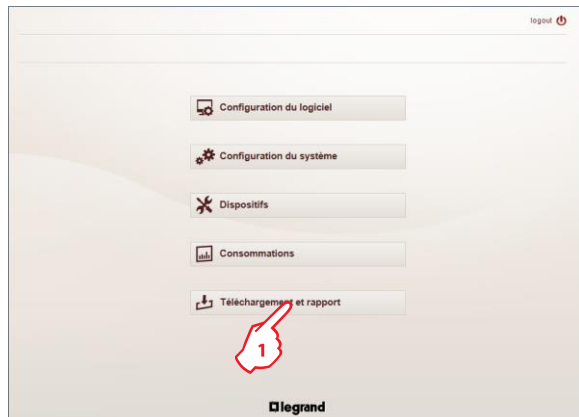 logout
Configuration du logiciel
Configuration du système
Dispositifs
Consommations
Téléchargement et rapport
1
legrand